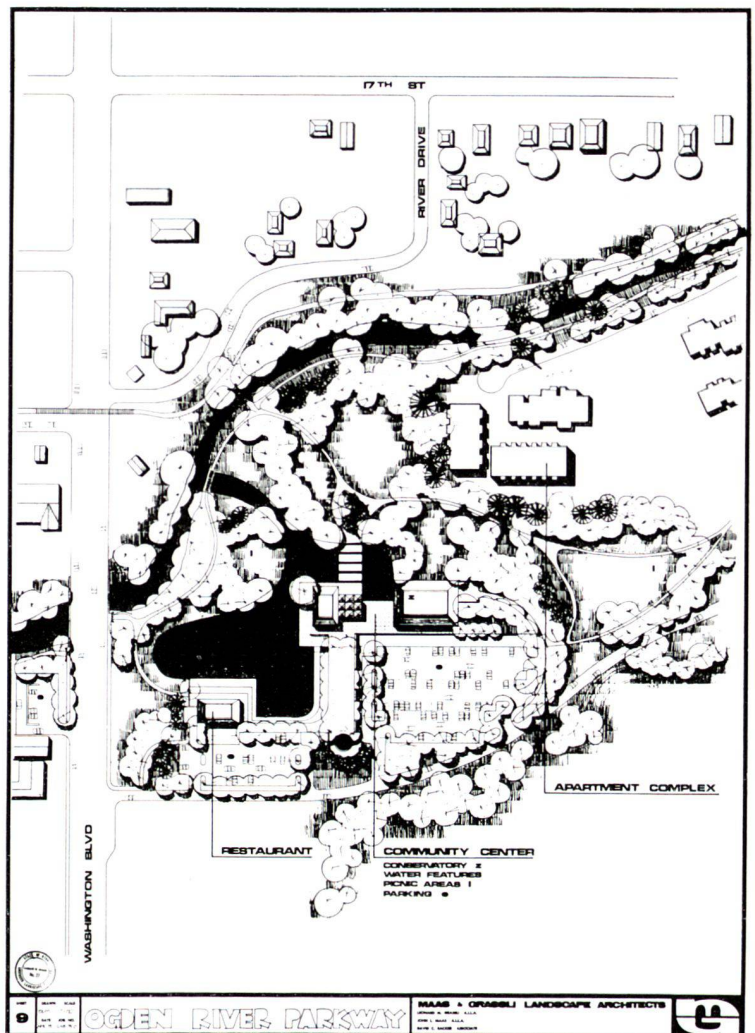 17TH ST
RIVER DRIVE
APARTMENT COMPLEX
RESTAURANT
COMMUNITY CENTER
CONSERVATORY
WATER FEATURES
PICNIC AREAS
PARKING
WASHINGTON BLVD
9
OGDEN RIVER PARKWAY
MAAS & GRASSLI LANDSCAPE ARCHITECTS